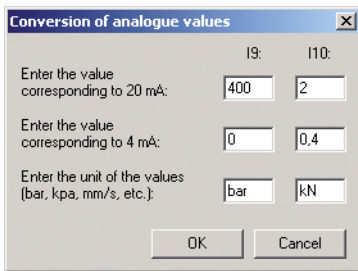 Conversion of analogue values
I9: I10:
Enter the value
corresponding to 20 mA: 400 2
Enter the value
corresponding to 4 mA: 0 0,4
Enter the unit of the values
(bar, kpa, mm/s, etc.): bar kN
OK Cancel